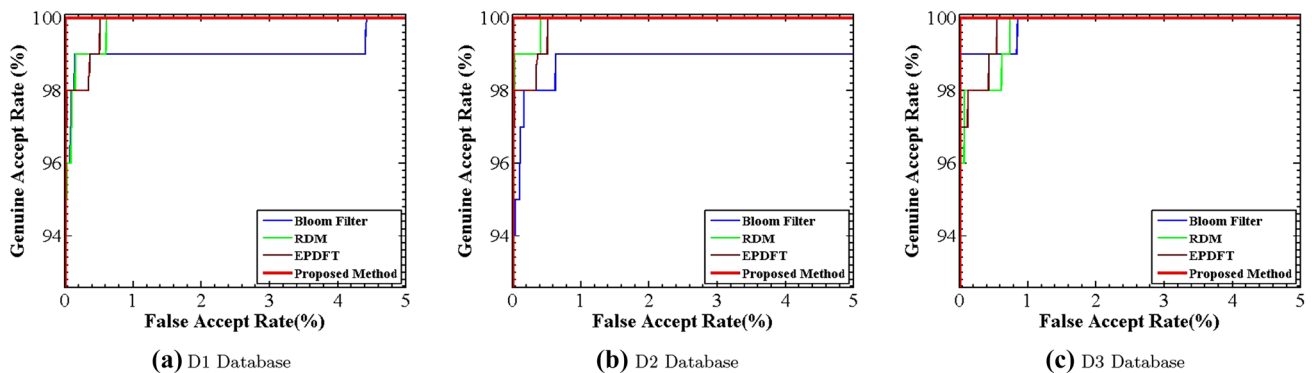 Genuine Accept Rate (%)
100
98
96
94
0 1 2 3 4 5
False Accept Rate(%)
Bloom Filter
RDM
EPDFT
Proposed Method
(a) D1 Database
Genuine Accept Rate (%)
100
98
96
94
0 1 2 3 4 5
False Accept Rate(%)
Bloom Filter
RDM
EPDFT
Proposed Method
(b) D2 Database
Genuine Accept Rate (%)
100
98
96
94
0 1 2 3 4 5
False Accept Rate(%)
Bloom Filter
RDM
EPDFT
Proposed Method
(c) D3 Database